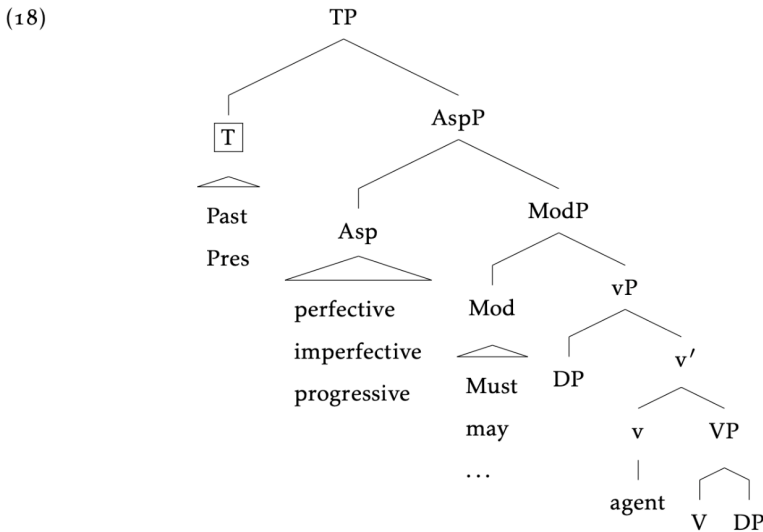 (18)
TP
T
AspP
Past
Pres
Asp
ModP
perfective
imperfective
progressive
Mod
vP
Must
may
...
DP
v′
v
VP
agent
V
DP